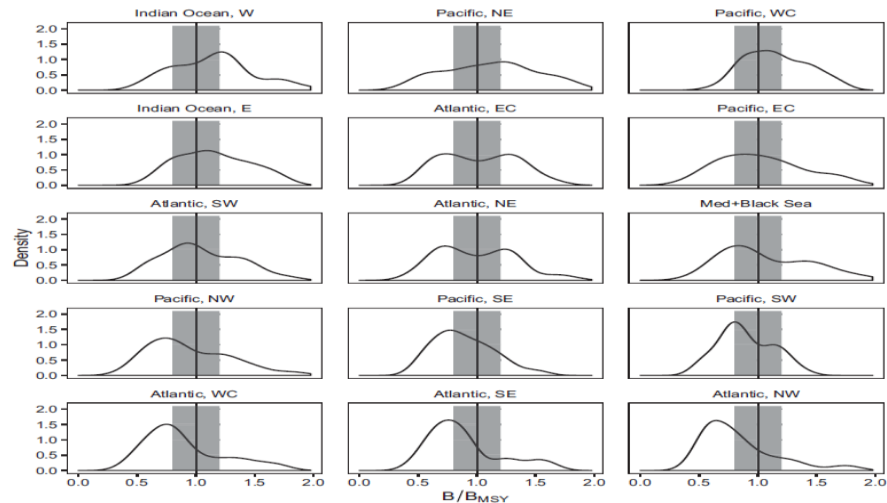 Indian Ocean, W
Pacific, NE
Pacific, WC
2.0
1.5
1.0
0.5
0.0
Indian Ocean, E
Atlantic, EC
Pacific, EC
2.0
1.5
1.0
0.5
0.0
Atlantic, SW
Atlantic, NE
Med+Black Sea
Density
2.0
1.5
1.0
0.5
0.0
Pacific, NW
Pacific, SE
Pacific, SW
2.0
1.5
1.0
0.5
0.0
Atlantic, WC
Atlantic, SE
Atlantic, NW
2.0
1.5
1.0
0.5
0.0
0.0 0.5 1.0 1.5 2.0 0.0 0.5 1.0 1.5 2.0 0.0 0.5 1.0 1.5 2.0
B/BMSY